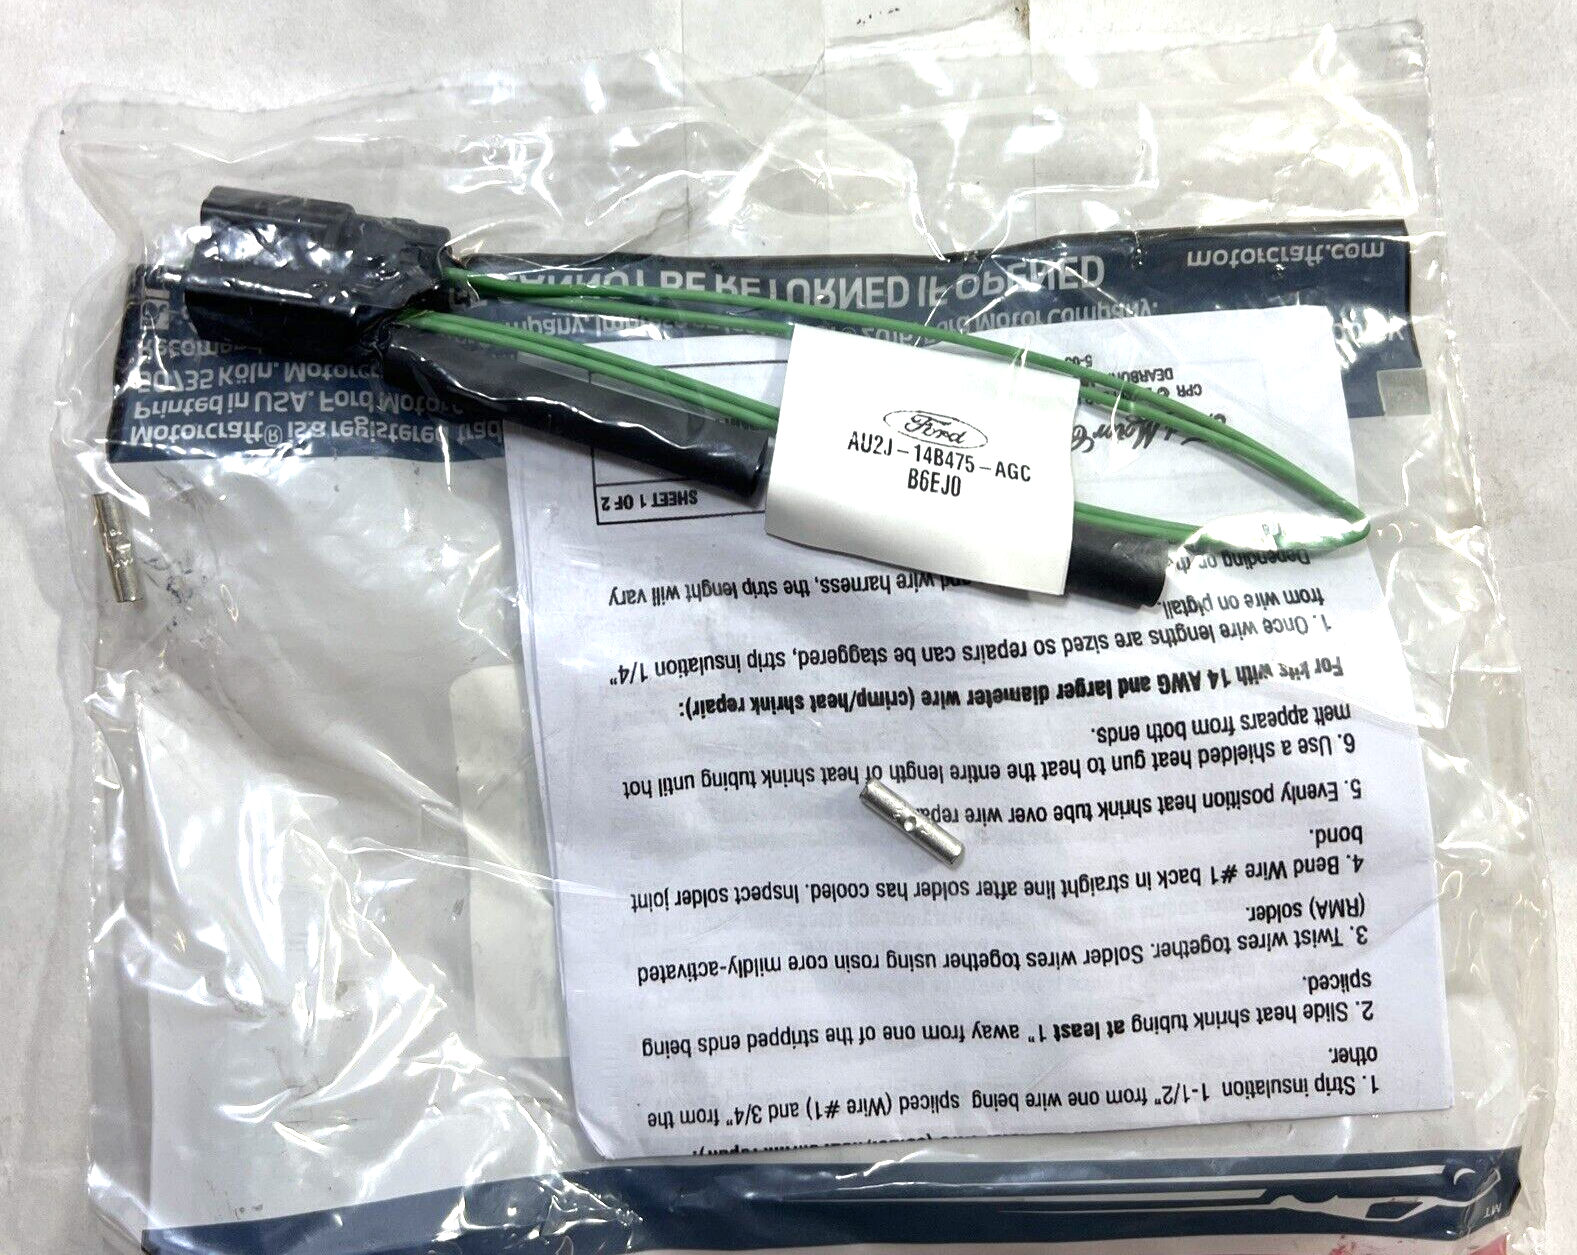 Ford
AU2J-14B475-AGC
B6EJ0
1. Strip insulation 1-1/2" from one wire being spliced (Wire #1) and 3/4" from the
other.
2. Slide heat shrink tubing at least 1" away from one of the stripped ends being
spliced.
3. Twist wires together. Solder wires together using rosin core mildly-activated
(RMA) solder.
4. Bend Wire #1 back in straight line after solder has cooled. Inspect solder joint
bond.
5. Evenly position heat shrink tube over wire
6. Use a shielded heat gun to heat the entire length of heat shrink tubing until hot
melt appears from both ends.
For kits with 14 AWG and larger diameter wire (crimp/heat shrink repair):
1. Once wire lengths are sized so repairs can be staggered, strip insulation 1/4"
from wire on pigtail.
Depending wire harness, the strip lenght will vary
SHEET 1 OF 2
CPR ©
DEARBORN
Motorcraft® is a registered
Printed in USA. Ford
50735 Köln.
Motor Company.
BE RETURNED IF OPENED
motorcraft.com
MT